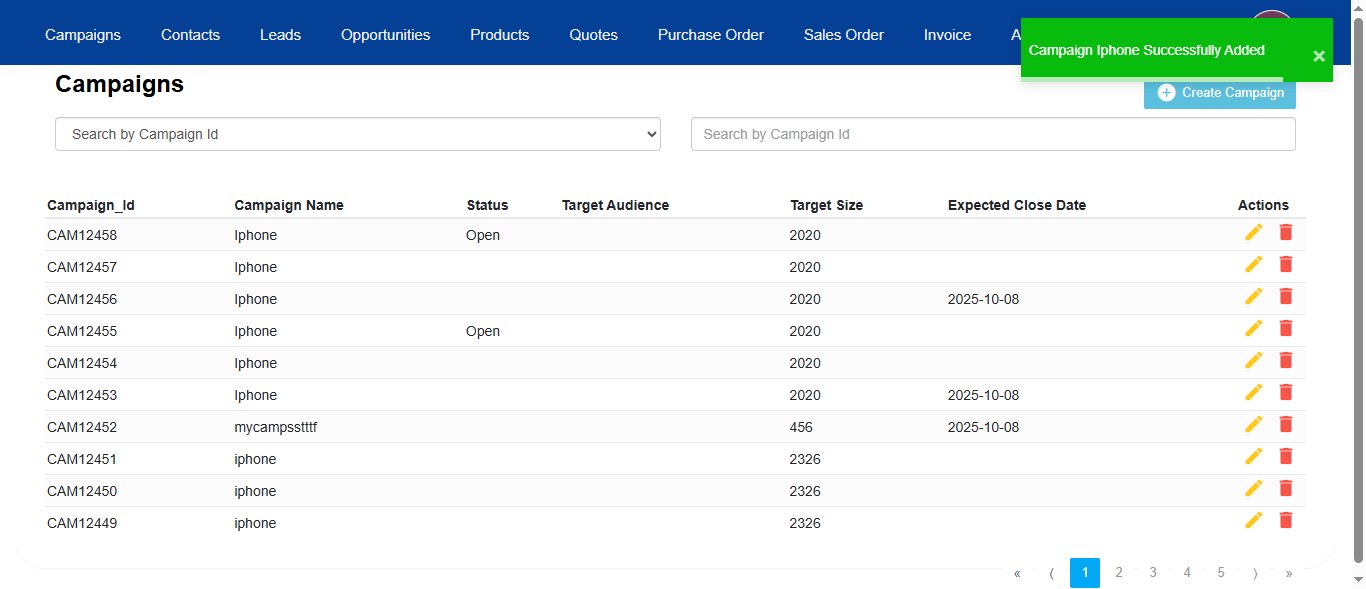 Campaigns Contacts Leads Opportunities Products Quotes Purchase Order Sales Order Invoice A
Campaign Iphone Successfully Added ×
Campaigns
Create Campaign
Search by Campaign Id Search by Campaign Id
Campaign_Id Campaign Name Status Target Audience Target Size Expected Close Date Actions
CAM12458 Iphone Open 2020
CAM12457 Iphone 2020
CAM12456 Iphone 2020 2025-10-08
CAM12455 Iphone Open 2020
CAM12454 Iphone 2020
CAM12453 Iphone 2020 2025-10-08
CAM12452 mycampsstttf 456 2025-10-08
CAM12451 iphone 2326
CAM12450 iphone 2326
CAM12449 iphone 2326
« ⟨ 1 2 3 4 5 ⟩ »